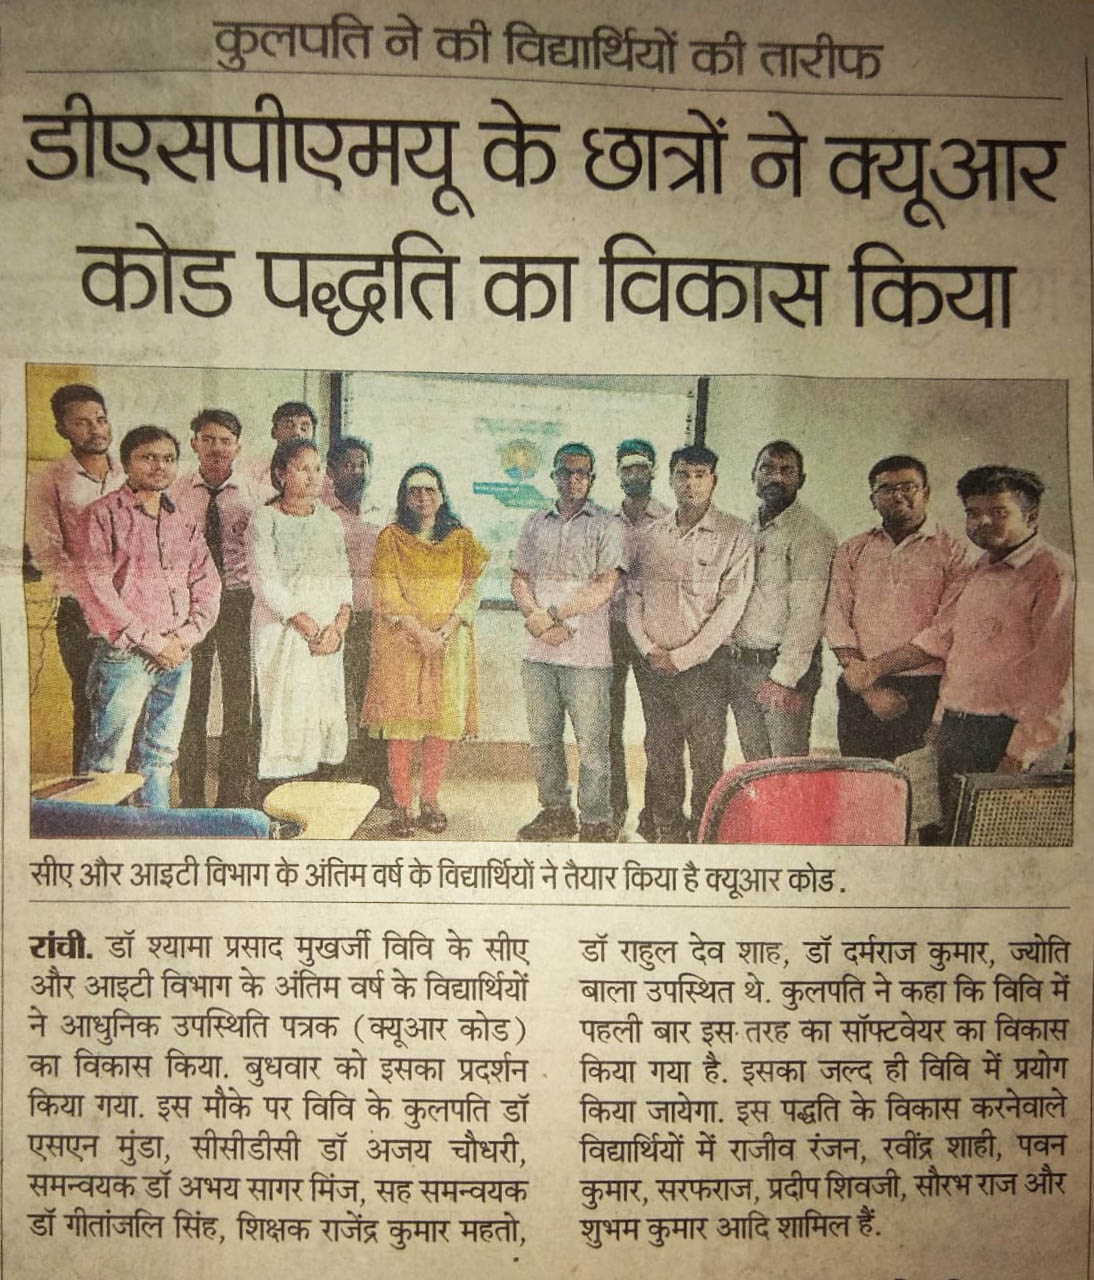 कुलपति ने की विद्यार्थियों की तारीफ
डीएसपीएमयू के छात्रों ने क्यूआर
कोड पद्धति का विकास किया
सीए और आइटी विभाग के अंतिम वर्ष के विद्यार्थियों ने तैयार किया है क्यूआर कोड.
रांची. डॉ श्यामा प्रसाद मुखर्जी विवि के सीए
और आइटी विभाग के अंतिम वर्ष के विद्यार्थियों
ने आधुनिक उपस्थिति पत्रक (क्यूआर कोड)
का विकास किया. बुधवार को इसका प्रदर्शन
किया गया. इस मौके पर विवि के कुलपति डॉ
एसएन मुंडा, सीसीडीसी डॉ अजय चौधरी,
समन्वयक डॉ अभय सागर मिंज, सह समन्वयक
डॉ गीतांजलि सिंह, शिक्षक राजेंद्र कुमार महतो,
डॉ राहुल देव शाह, डॉ दर्मराज कुमार, ज्योति
बाला उपस्थित थे. कुलपति ने कहा कि विवि में
पहली बार इस तरह का सॉफ्टवेयर का विकास
किया गया है. इसका जल्द ही विवि में प्रयोग
किया जायेगा. इस पद्धति के विकास करनेवाले
विद्यार्थियों में राजीव रंजन, रवींद्र शाही, पवन
कुमार, सरफराज, प्रदीप शिवजी, सौरभ राज और
शुभम कुमार आदि शामिल हैं.